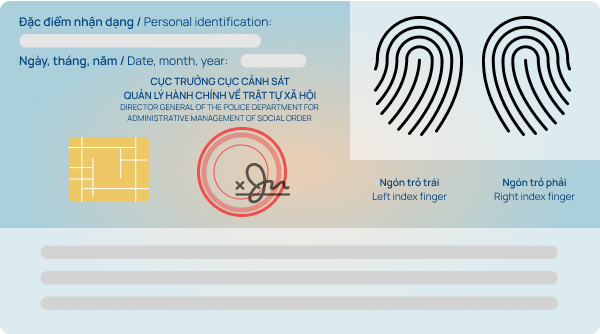 Đặc điểm nhận dạng / Personal identification:
Ngày, tháng, năm / Date, month, year:
CỤC TRƯỞNG CỤC CẢNH SÁT
QUẢN LÝ HÀNH CHÍNH VỀ TRẬT TỰ XÃ HỘI
DIRECTOR GENERAL OF THE POLICE DEPARTMENT FOR
ADMINISTRATIVE MANAGEMENT OF SOCIAL ORDER
Ngón trỏ trái
Left index finger
Ngón trỏ phải
Right index finger